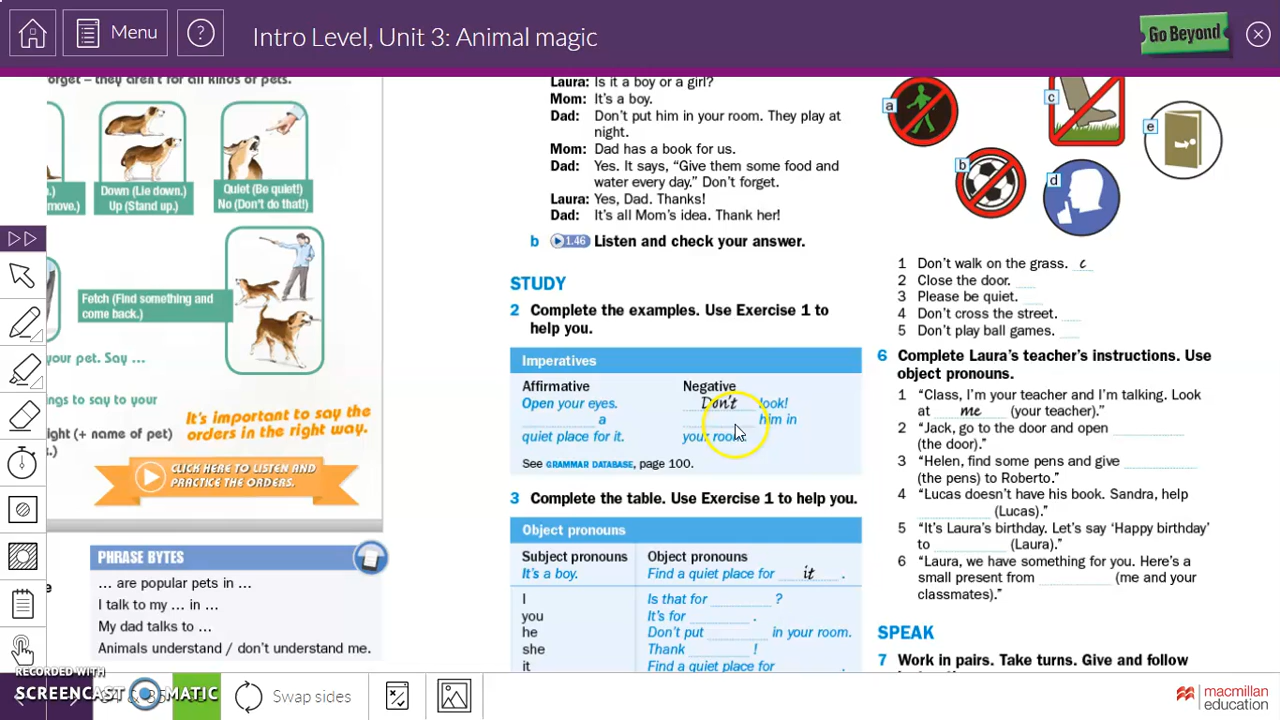 Menu
?
Intro Level, Unit 3: Animal magic
Go Beyond
orget – they aren't for all kinds of pets.
.)
move.)
Down (Lie down.)
Up (Stand up.)
Quiet (Be quiet!)
No (Don't do that!)
Fetch (Find something and
come back.)
your pet. Say ...
ngs to say to your
ight (+ name of pet)
It's important to say the
orders in the right way.
CLICK HERE TO LISTEN AND
PRACTICE THE ORDERS.
PHRASE BYTES
... are popular pets in ...
I talk to my ... in ...
My dad talks to ...
Animals understand / don't understand me.
Laura: Is it a boy or a girl?
Mom: It's a boy.
Dad: Don't put him in your room. They play at
night.
Mom: Dad has a book for us.
Dad: Yes. It says, "Give them some food and
water every day." Don't forget.
Laura: Yes, Dad. Thanks!
Dad: It's all Mom's idea. Thank her!
b 1.46 Listen and check your answer.
STUDY
2 Complete the examples. Use Exercise 1 to
help you.
Imperatives
Affirmative Negative
Open your eyes. Don't look!
a him in
quiet place for it. your room
See GRAMMAR DATABASE, page 100.
3 Complete the table. Use Exercise 1 to help you.
Object pronouns
Subject pronouns Object pronouns
It's a boy. Find a quiet place for it .
I Is that for ?
you It's for .
he Don't put in your room.
she Thank !
it Find a quiet place for .
a
c
e
b
d
1 Don't walk on the grass. c
2 Close the door.
3 Please be quiet.
4 Don't cross the street.
5 Don't play ball games.
6 Complete Laura's teacher's instructions. Use
object pronouns.
1 "Class, I'm your teacher and I'm talking. Look
at me (your teacher)."
2 "Jack, go to the door and open
(the door)."
3 "Helen, find some pens and give
(the pens) to Roberto."
4 "Lucas doesn't have his book. Sandra, help
(Lucas)."
5 "It's Laura's birthday. Let's say 'Happy birthday'
to (Laura)."
6 "Laura, we have something for you. Here's a
small present from (me and your
classmates)."
SPEAK
7 Work in pairs. Take turns. Give and follow
RECORDED WITH
SCREENCAST MATIC
Swap sides
macmillan
education